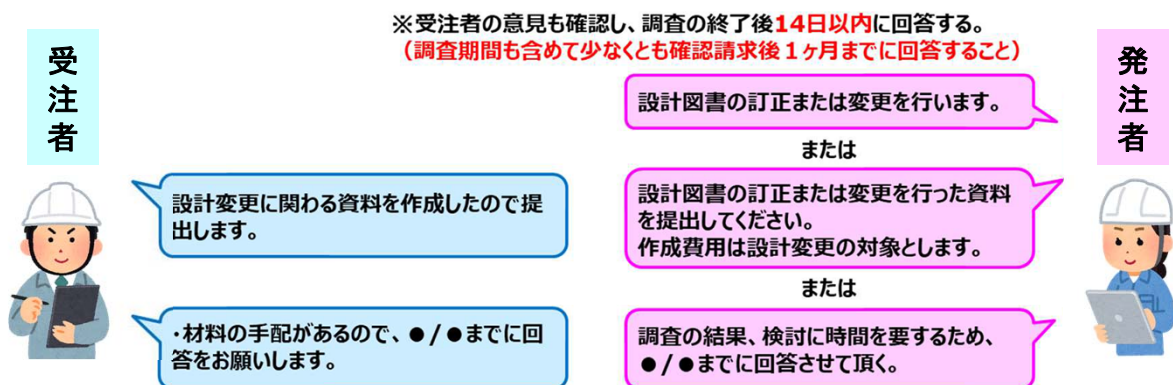 ※受注者の意見も確認し、調査の終了後14日以内に回答する。
（調査期間も含めて少なくとも確認請求後１ヶ月までに回答すること）
受注者
発注者
設計図書の訂正または変更を行います。
または
設計変更に関わる資料を作成したので提
出します。
設計図書の訂正または変更を行った資料
を提出してください。
作成費用は設計変更の対象とします。
または
・材料の手配があるので、●/●までに回
答をお願いします。
調査の結果、検討に時間を要するため、
●/●までに回答させて頂く。